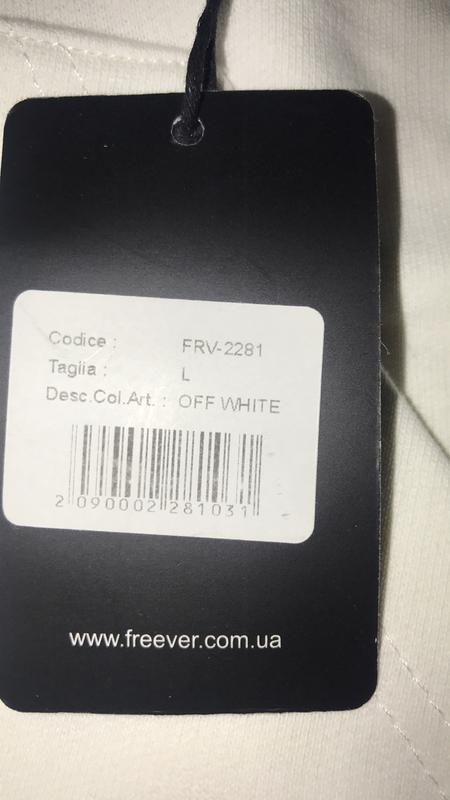 Codice : FRV-2281
Taglia : L
Desc.Col.Art. : OFF WHITE
2 090002 281031
www.freever.com.ua